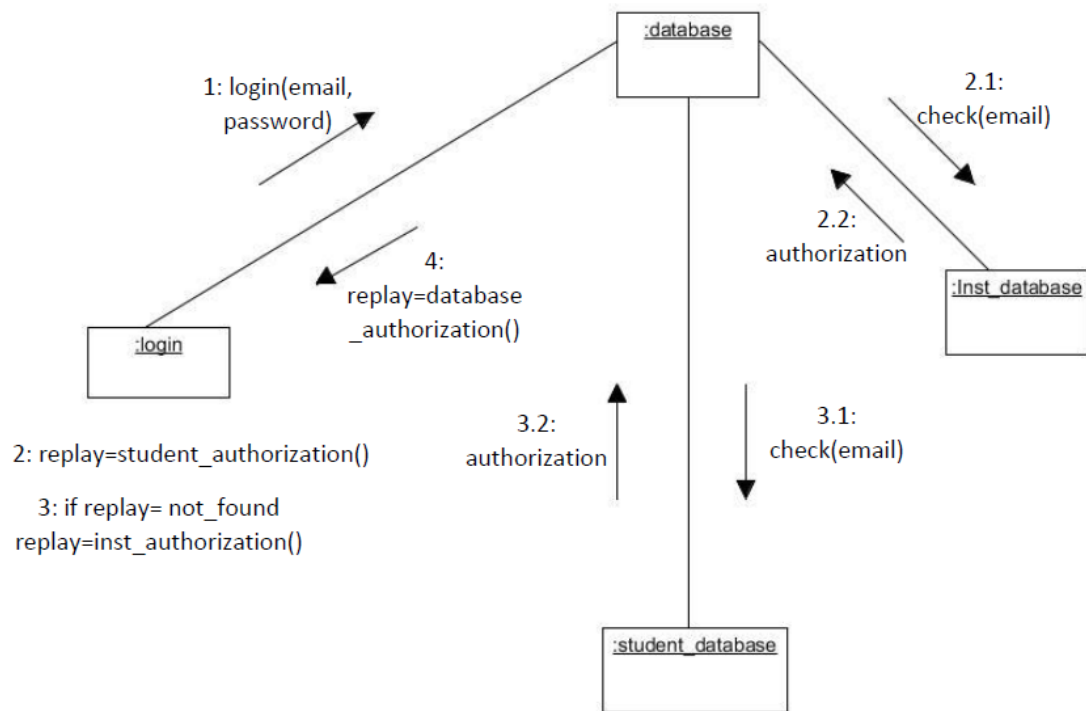 :database
1: login(email,
password)
2.1:
check(email)
2.2:
authorization
4:
replay=database
_authorization()
:Inst_database
:login
3.2:
authorization
3.1:
check(email)
2: replay=student_authorization()
3: if replay= not_found
replay=inst_authorization()
:student_database